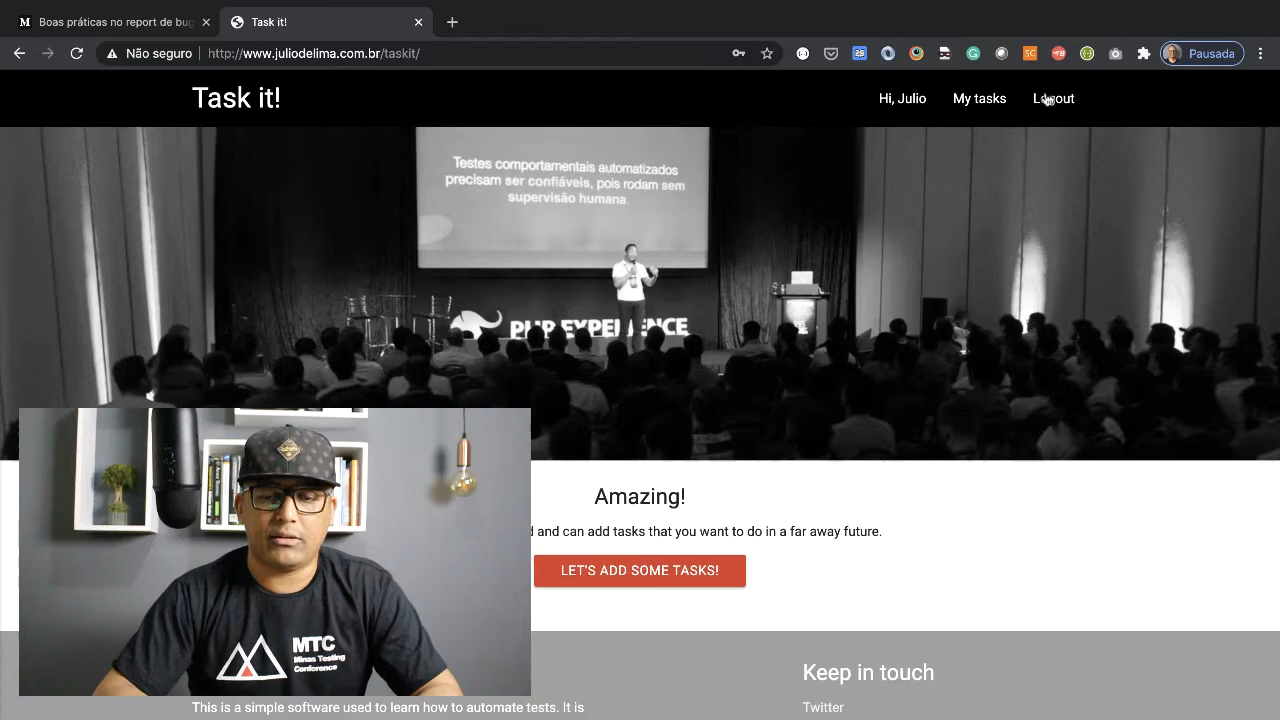 Boas práticas no report de bug
Task it!
Não seguro
http://www.juliodelima.com.br/taskit/
Pausada
Task it!
Hi, Julio
My tasks
Logout
Testes comportamentais automatizados
precisam ser confiáveis, pois rodam sem
supervisão humana.
PHP EXPERIENCE
Amazing!
and can add tasks that you want to do in a far away future.
LET'S ADD SOME TASKS!
MTC
Minas Testing
Conference
Keep in touch
This is a simple software used to learn how to automate tests. It is
Twitter